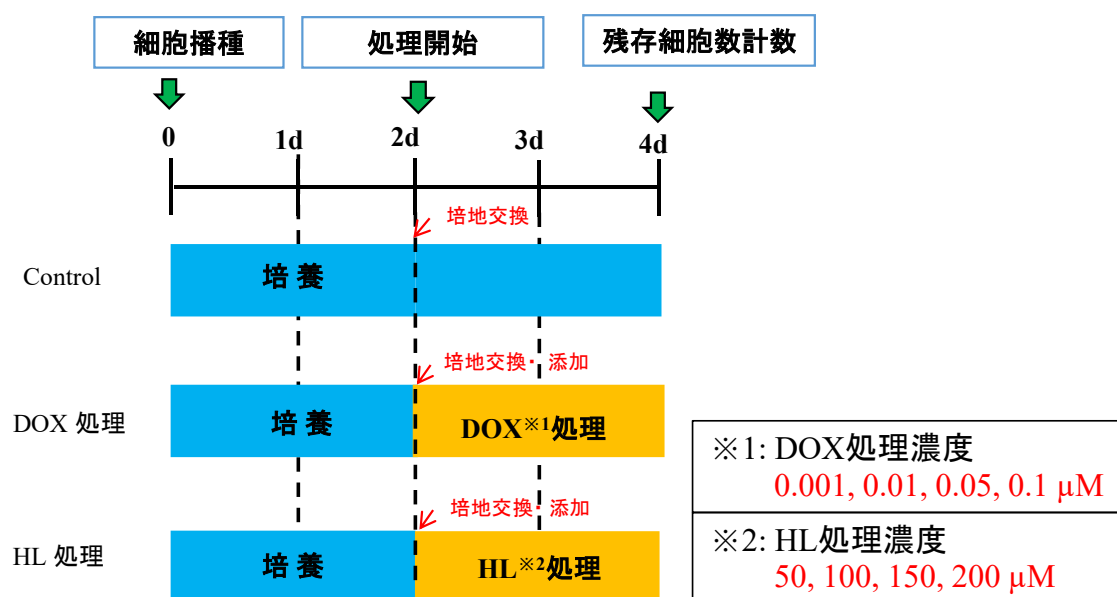 細胞播種
処理開始
残存細胞数計数
0
1d
2d
3d
4d
培地交換
Control
培 養
培地交換・ 添加
DOX 処理
培 養
DOX※1処理
培地交換・添加
HL 処理
培 養
HL※2処理
※1: DOX処理濃度
0.001, 0.01, 0.05, 0.1 µM
※2: HL処理濃度
50, 100, 150, 200 µM